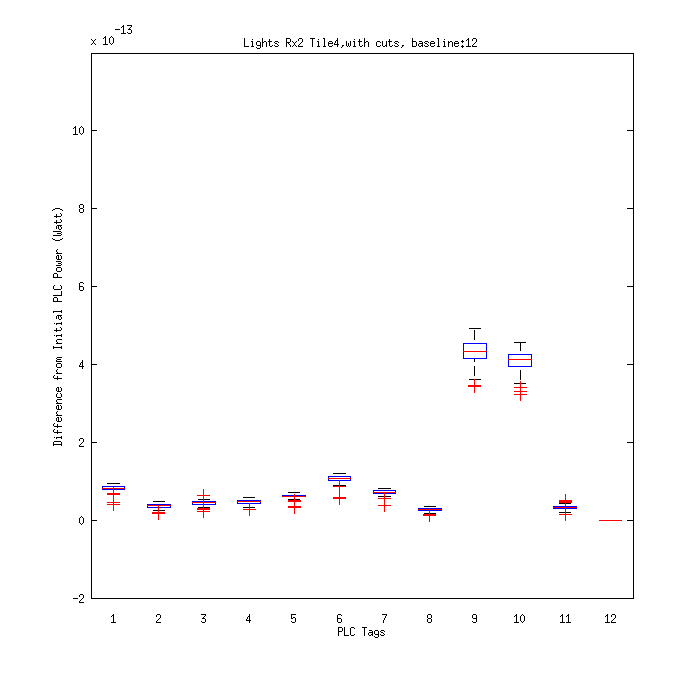 x 10-13
Lights Rx2 Tile4,with cuts, baseline:12
10
8
6
4
2
0
-2
Difference from Initial PLC Power (Watt)
1 2 3 4 5 6 7 8 9 10 11 12
PLC Tags